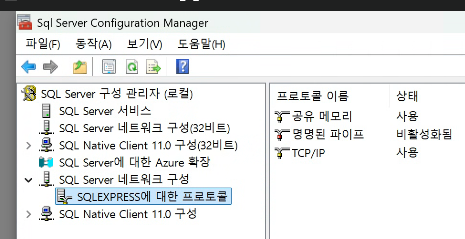 Sql Server Configuration Manager
파일(F) 동작(A) 보기(V) 도움말(H)
SQL Server 구성 관리자 (로컬)
SQL Server 서비스
SQL Server 네트워크 구성(32비트)
SQL Native Client 11.0 구성(32비트)
SQL Server에 대한 Azure 확장
SQL Server 네트워크 구성
SQLEXPRESS에 대한 프로토콜
SQL Native Client 11.0 구성
프로토콜 이름 상태
공유 메모리 사용
명명된 파이프 비활성화됨
TCP/IP 사용